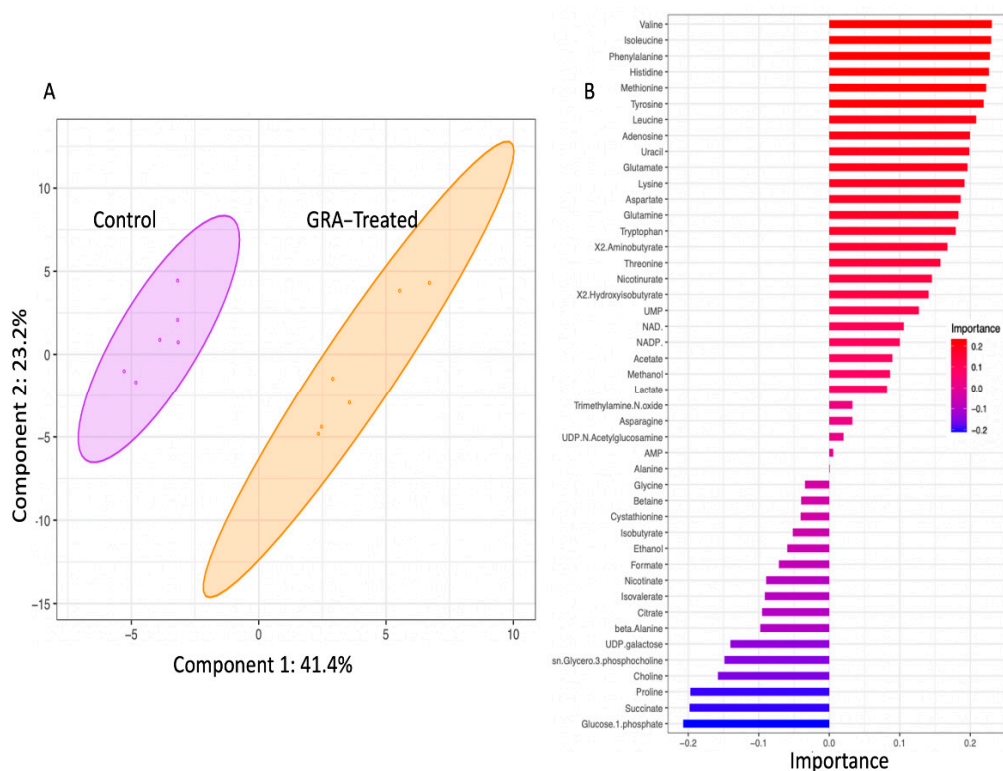 A
Control
GRA-Treated
10
5
0
-5
-10
-15
-5
0
5
10
Component 2: 23.2%
Component 1: 41.4%
B
Valine
Isoleucine
Phenylalanine
Histidine
Methionine
Tyrosine
Leucine
Adenosine
Uracil
Glutamate
Lysine
Aspartate
Glutamine
Tryptophan
X2.Aminobutyrate
Threonine
Nicotinurate
X2.Hydroxyisobutyrate
UMP
NAD.
NADP.
Acetate
Methanol
Lactate
Trimethylamine.N.oxide
Asparagine
UDP.N.Acetylglucosamine
AMP
Alanine
Glycine
Betaine
Cystathionine
Isobutyrate
Ethanol
Formate
Nicotinate
Isovalerate
Citrate
beta.Alanine
UDP.galactose
sn.Glycero.3.phosphocholine
Choline
Proline
Succinate
Glucose.1.phosphate
-0.2
-0.1
0.0
0.1
0.2
Importance
Importance
0.2
0.1
0.0
-0.1
-0.2